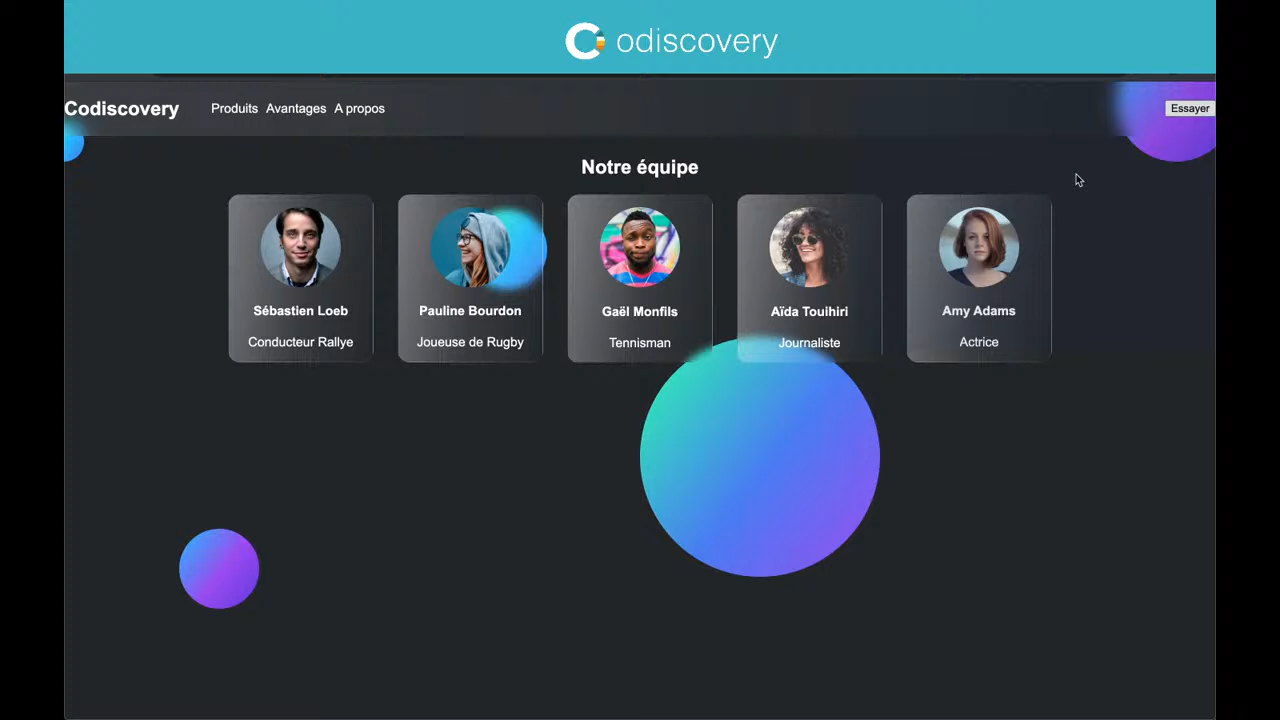 odiscovery
Codiscovery Produits Avantages A propos Essayer
Notre équipe
Sébastien Loeb Pauline Bourdon Gaël Monfils Aïda Touihiri Amy Adams
Conducteur Rallye Joueuse de Rugby Tennisman Journaliste Actrice